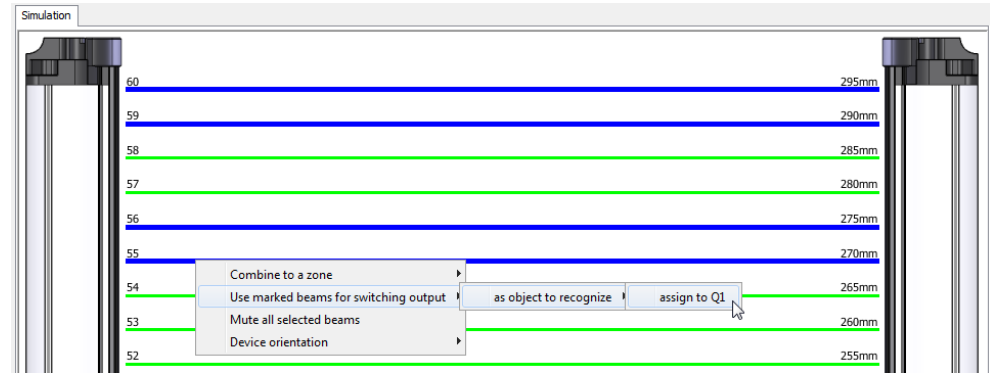 Simulation
60 295mm
59 290mm
58 285mm
57 280mm
56 275mm
55 270mm
Combine to a zone
54 265mm
Use marked beams for switching output as object to recognize assign to Q1
Mute all selected beams
53 260mm
Device orientation
52 255mm